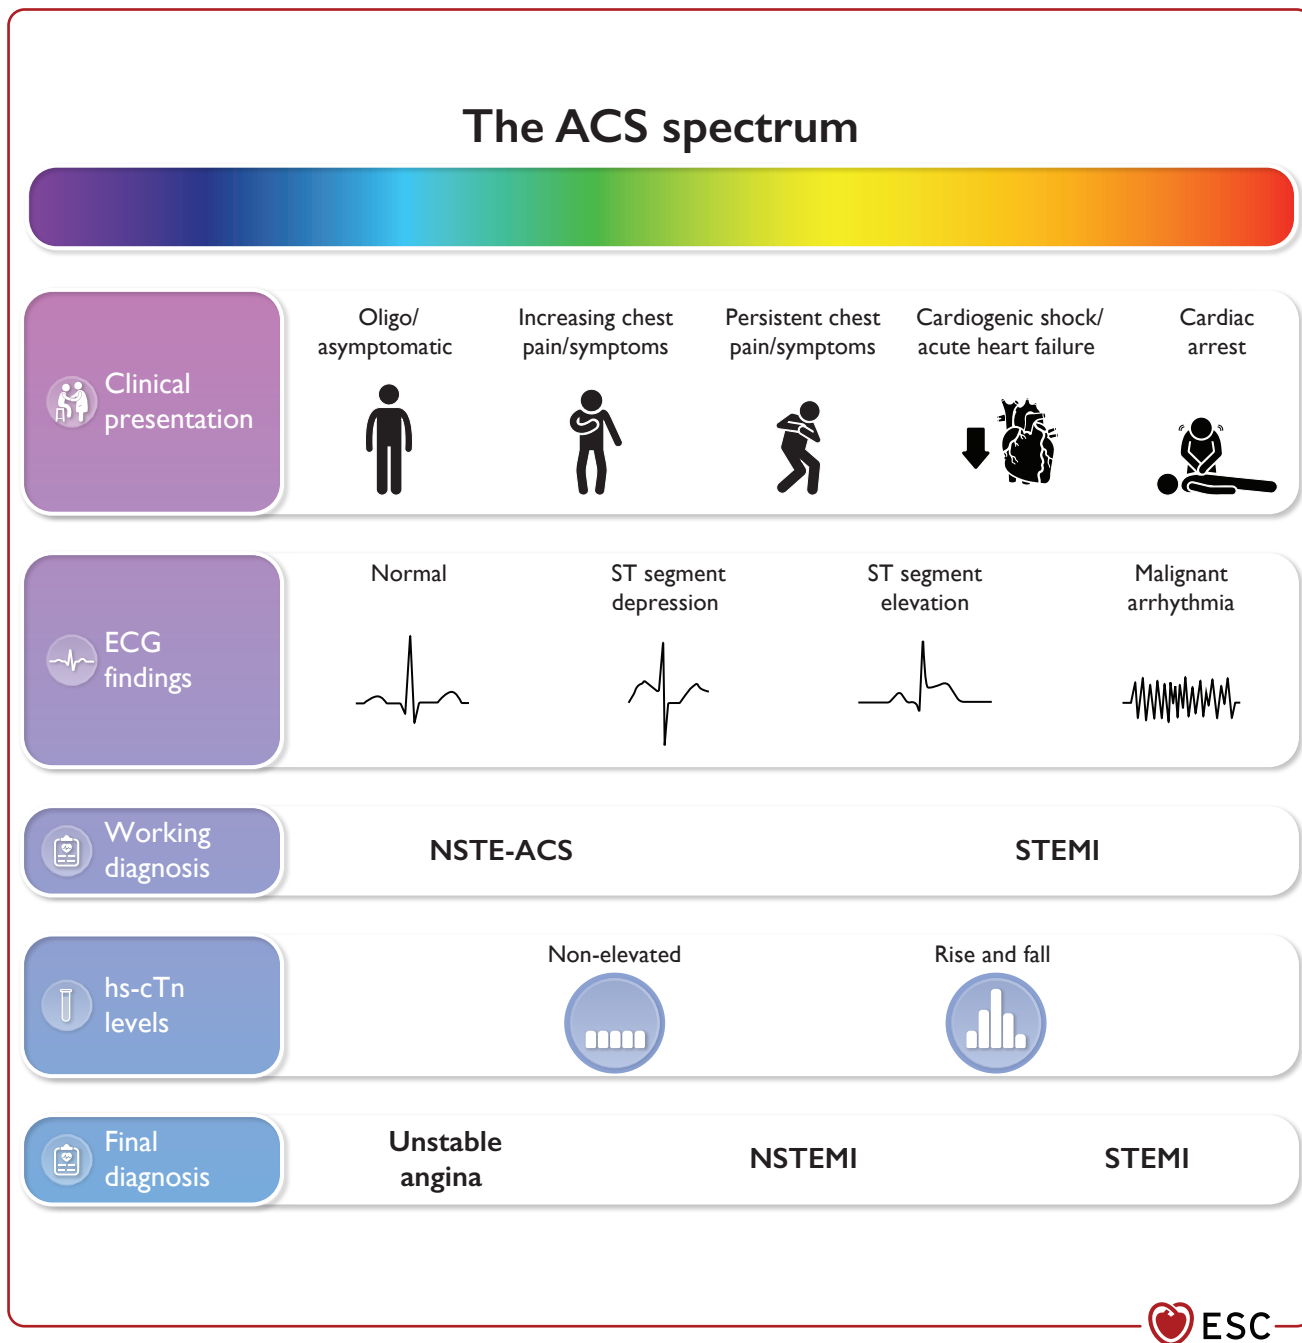 The ACS spectrum
Clinical
presentation
Oligo/
asymptomatic
Increasing chest
pain/symptoms
Persistent chest
pain/symptoms
Cardiogenic shock/
acute heart failure
Cardiac
arrest
ECG
findings
Normal
ST segment
depression
ST segment
elevation
Malignant
arrhythmia
Working
diagnosis
NSTE-ACS
STEMI
hs-cTn
levels
Non-elevated
Rise and fall
Final
diagnosis
Unstable
angina
NSTEMI
STEMI
ESC